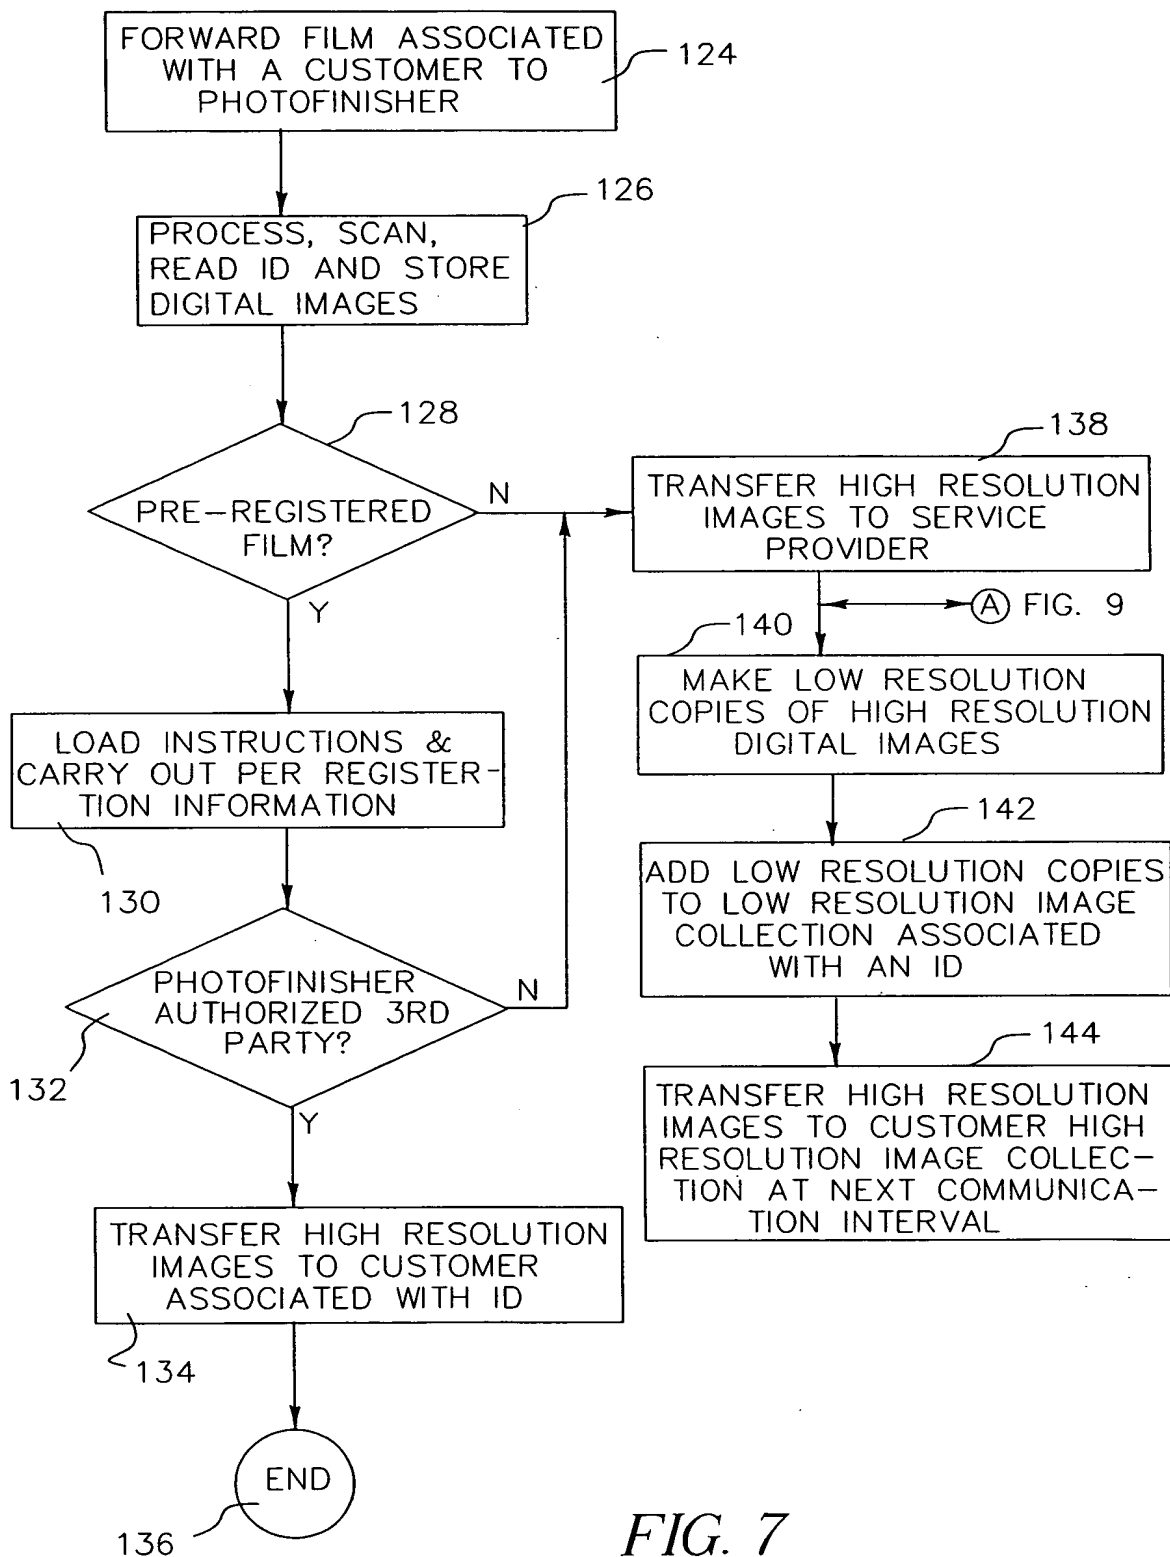 FORWARD FILM ASSOCIATED
WITH A CUSTOMER TO
PHOTOFINISHER
124
PROCESS, SCAN,
READ ID AND STORE
DIGITAL IMAGES
126
PRE-REGISTERED
FILM?
128
N
Y
LOAD INSTRUCTIONS &
CARRY OUT PER REGISTER-
TION INFORMATION
130
PHOTOFINISHER
AUTHORIZED 3RD
PARTY?
132
N
Y
TRANSFER HIGH RESOLUTION
IMAGES TO CUSTOMER
ASSOCIATED WITH ID
134
END
136
TRANSFER HIGH RESOLUTION
IMAGES TO SERVICE
PROVIDER
138
A FIG. 9
MAKE LOW RESOLUTION
COPIES OF HIGH RESOLUTION
DIGITAL IMAGES
140
ADD LOW RESOLUTION COPIES
TO LOW RESOLUTION IMAGE
COLLECTION ASSOCIATED
WITH AN ID
142
TRANSFER HIGH RESOLUTION
IMAGES TO CUSTOMER HIGH
RESOLUTION IMAGE COLLEC-
TION AT NEXT COMMUNICA-
TION INTERVAL
144
FIG. 7